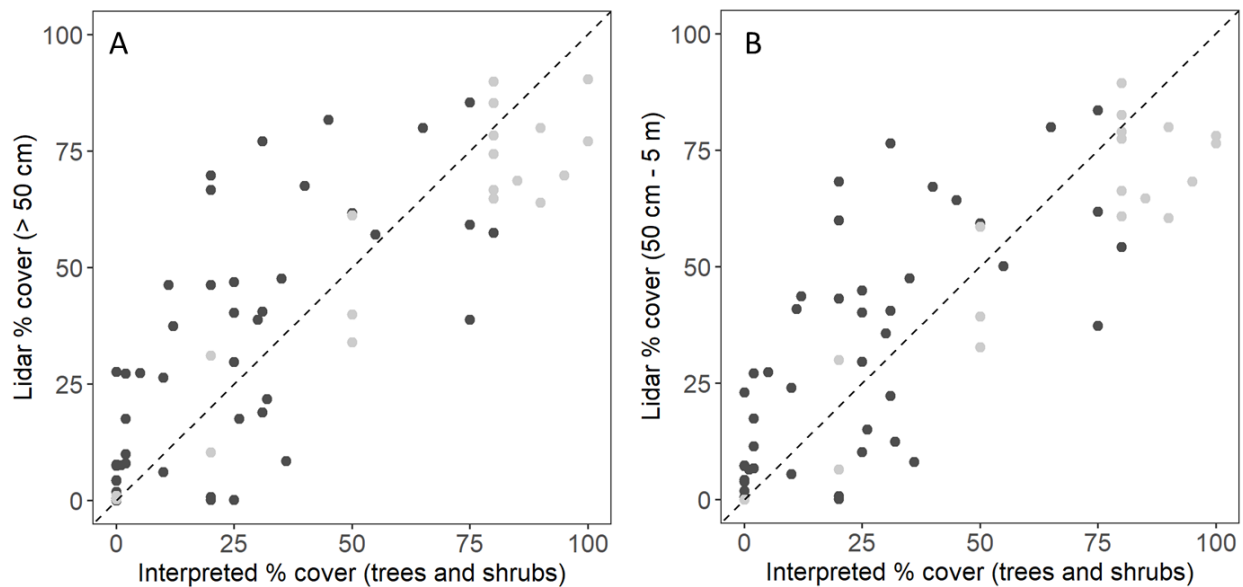 A
Lidar % cover (> 50 cm)
100
75
50
25
0
0 25 50 75 100
Interpreted % cover (trees and shrubs)
B
Lidar % cover (50 cm - 5 m)
100
75
50
25
0
0 25 50 75 100
Interpreted % cover (trees and shrubs)